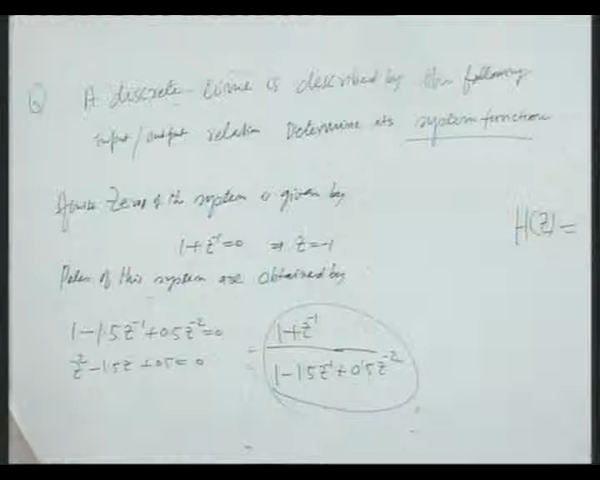 Q A discrete time is described by the following
input/output relation Determine its system function
Zeros of the system is given by
1+z⁻¹=0 ⇒ z=-1
H(z) =
Poles of this system are obtained by
1-1.5z⁻¹+0.5z⁻²=0
z²-1.5z+0.5=0
= 1+z⁻¹
1-1.5z⁻¹+0.5z⁻²